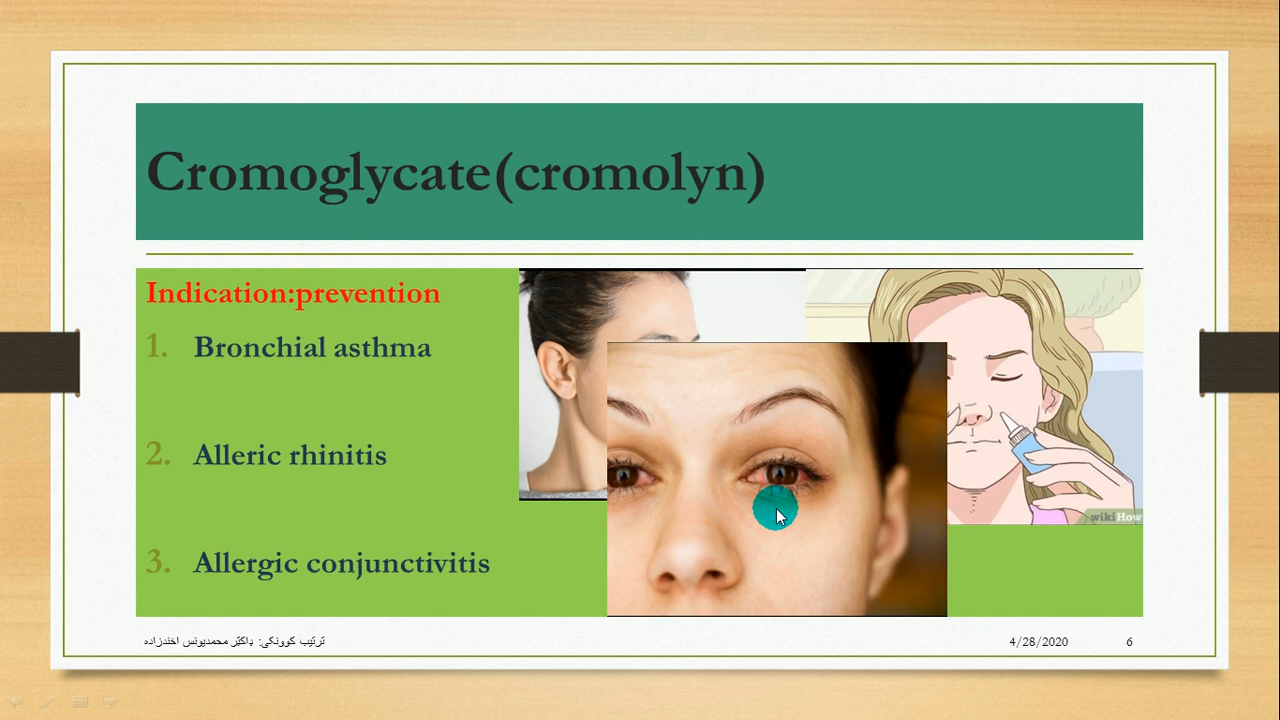 Cromoglycate(cromolyn)
Indication:prevention
1. Bronchial asthma
2. Alleric rhinitis
3. Allergic conjunctivitis
wikiHow
ترتیب کوونکی: ډاکټر محمدیونس اخندزاده
4/28/2020
6